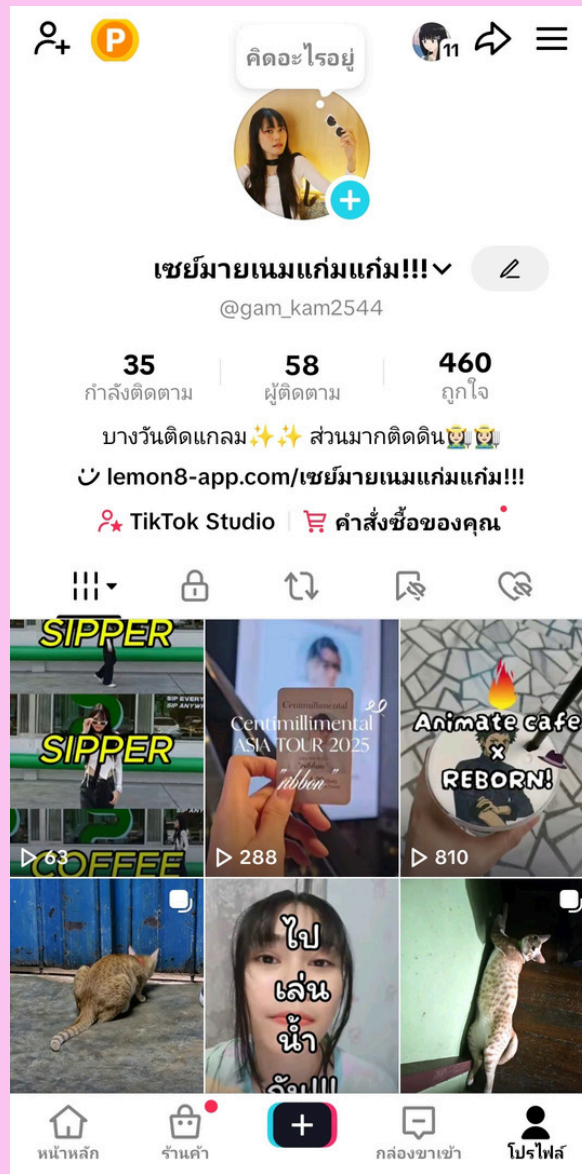 P
คิดอะไรอยู่
11
เซย์มายเนมแก่มแก๋ม!!!
@gam_kam2544
35
กำลังติดตาม
58
ผู้ติดตาม
460
ถูกใจ
บางวันติดแกลม✨✨ ส่วนมากติดดิน👩🏻‍🌾👩🏻‍🌾
lemon8-app.com/เซย์มายเนมแก่มแก๋ม!!!
TikTok Studio
คำสั่งซื้อของคุณ
SIPPER
SIP EVERY
SIP ANYW
SIPPER
COFFEE
63
Centimillimental
Centimillimental
ASIA TOUR 2025
"ribbon"
288
Animate cafe
x
REBORN!
810
ไป
เล่น
น้ำ
กัน!!!
หน้าหลัก
ร้านค้า
กล่องขาเข้า
โปรไฟล์